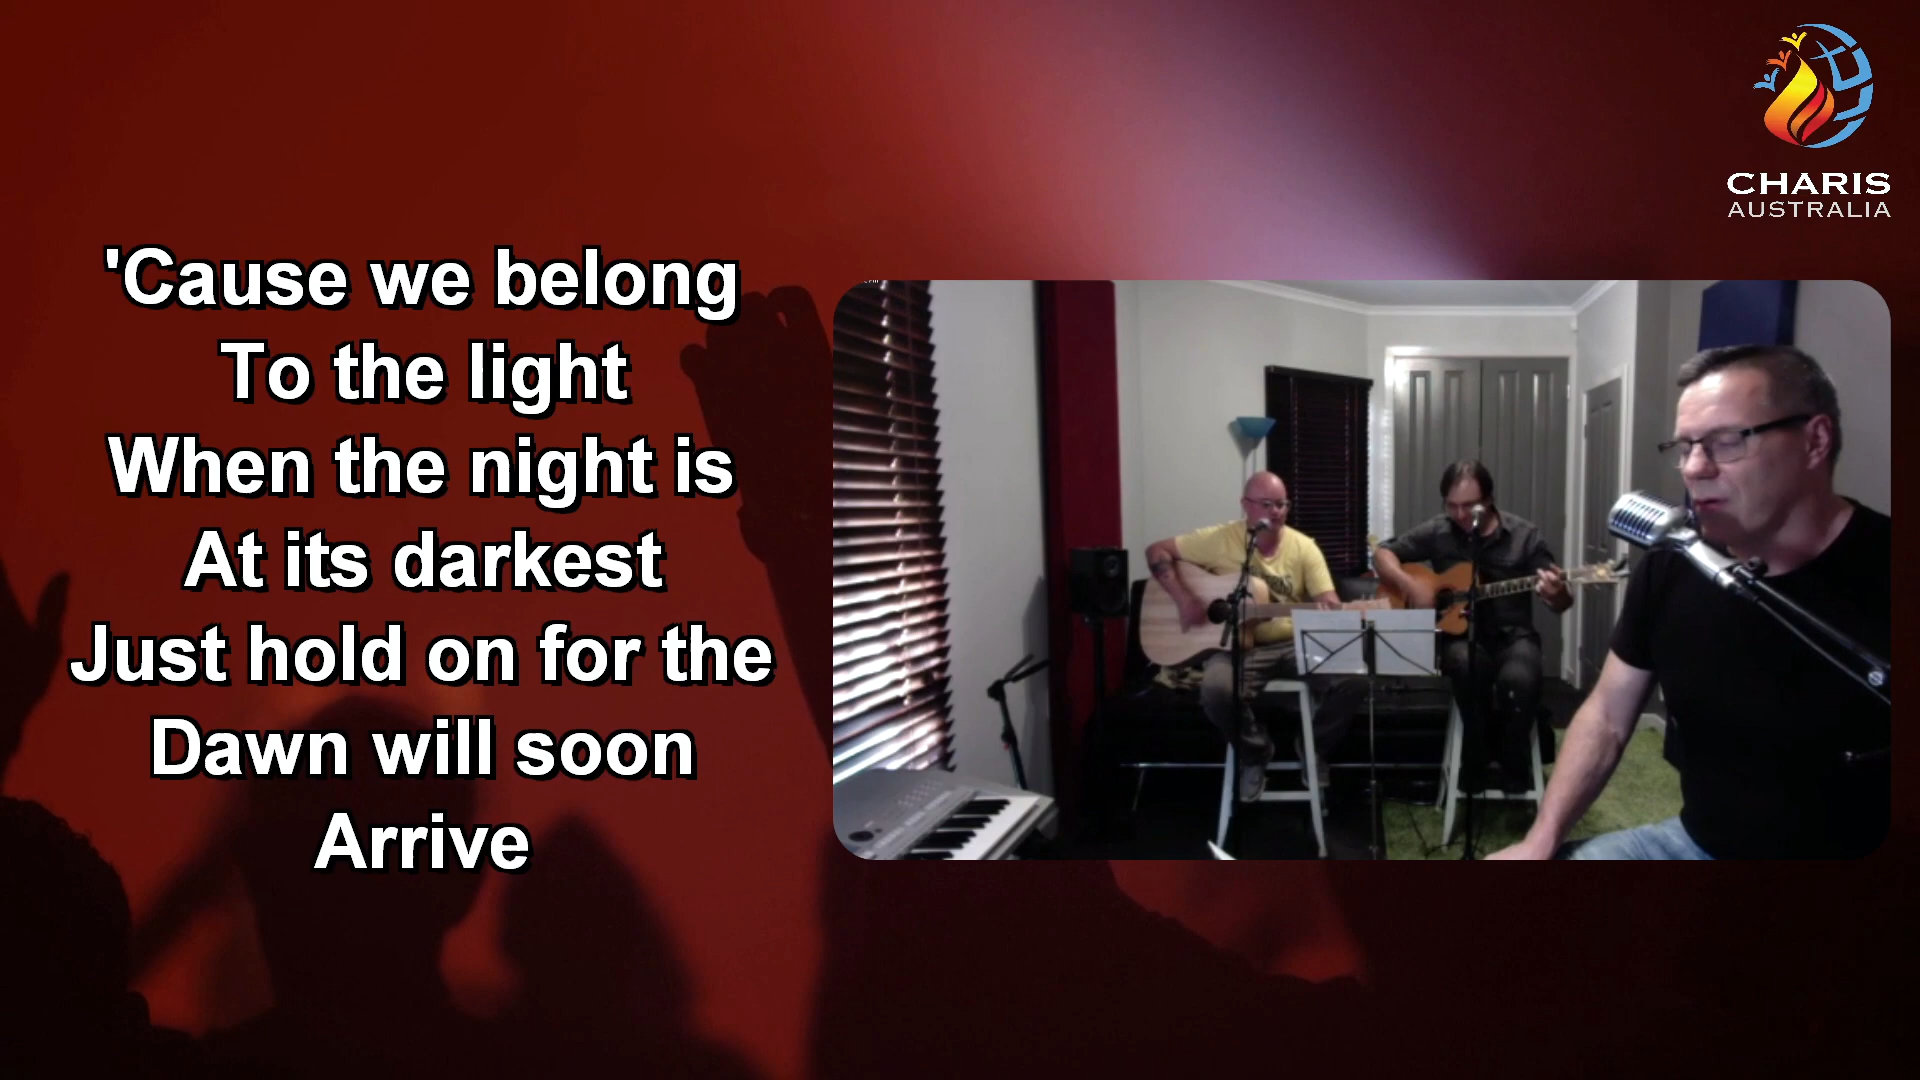 CHARIS
AUSTRALIA
'Cause we belong
To the light
When the night is
At its darkest
Just hold on for the
Dawn will soon
Arrive